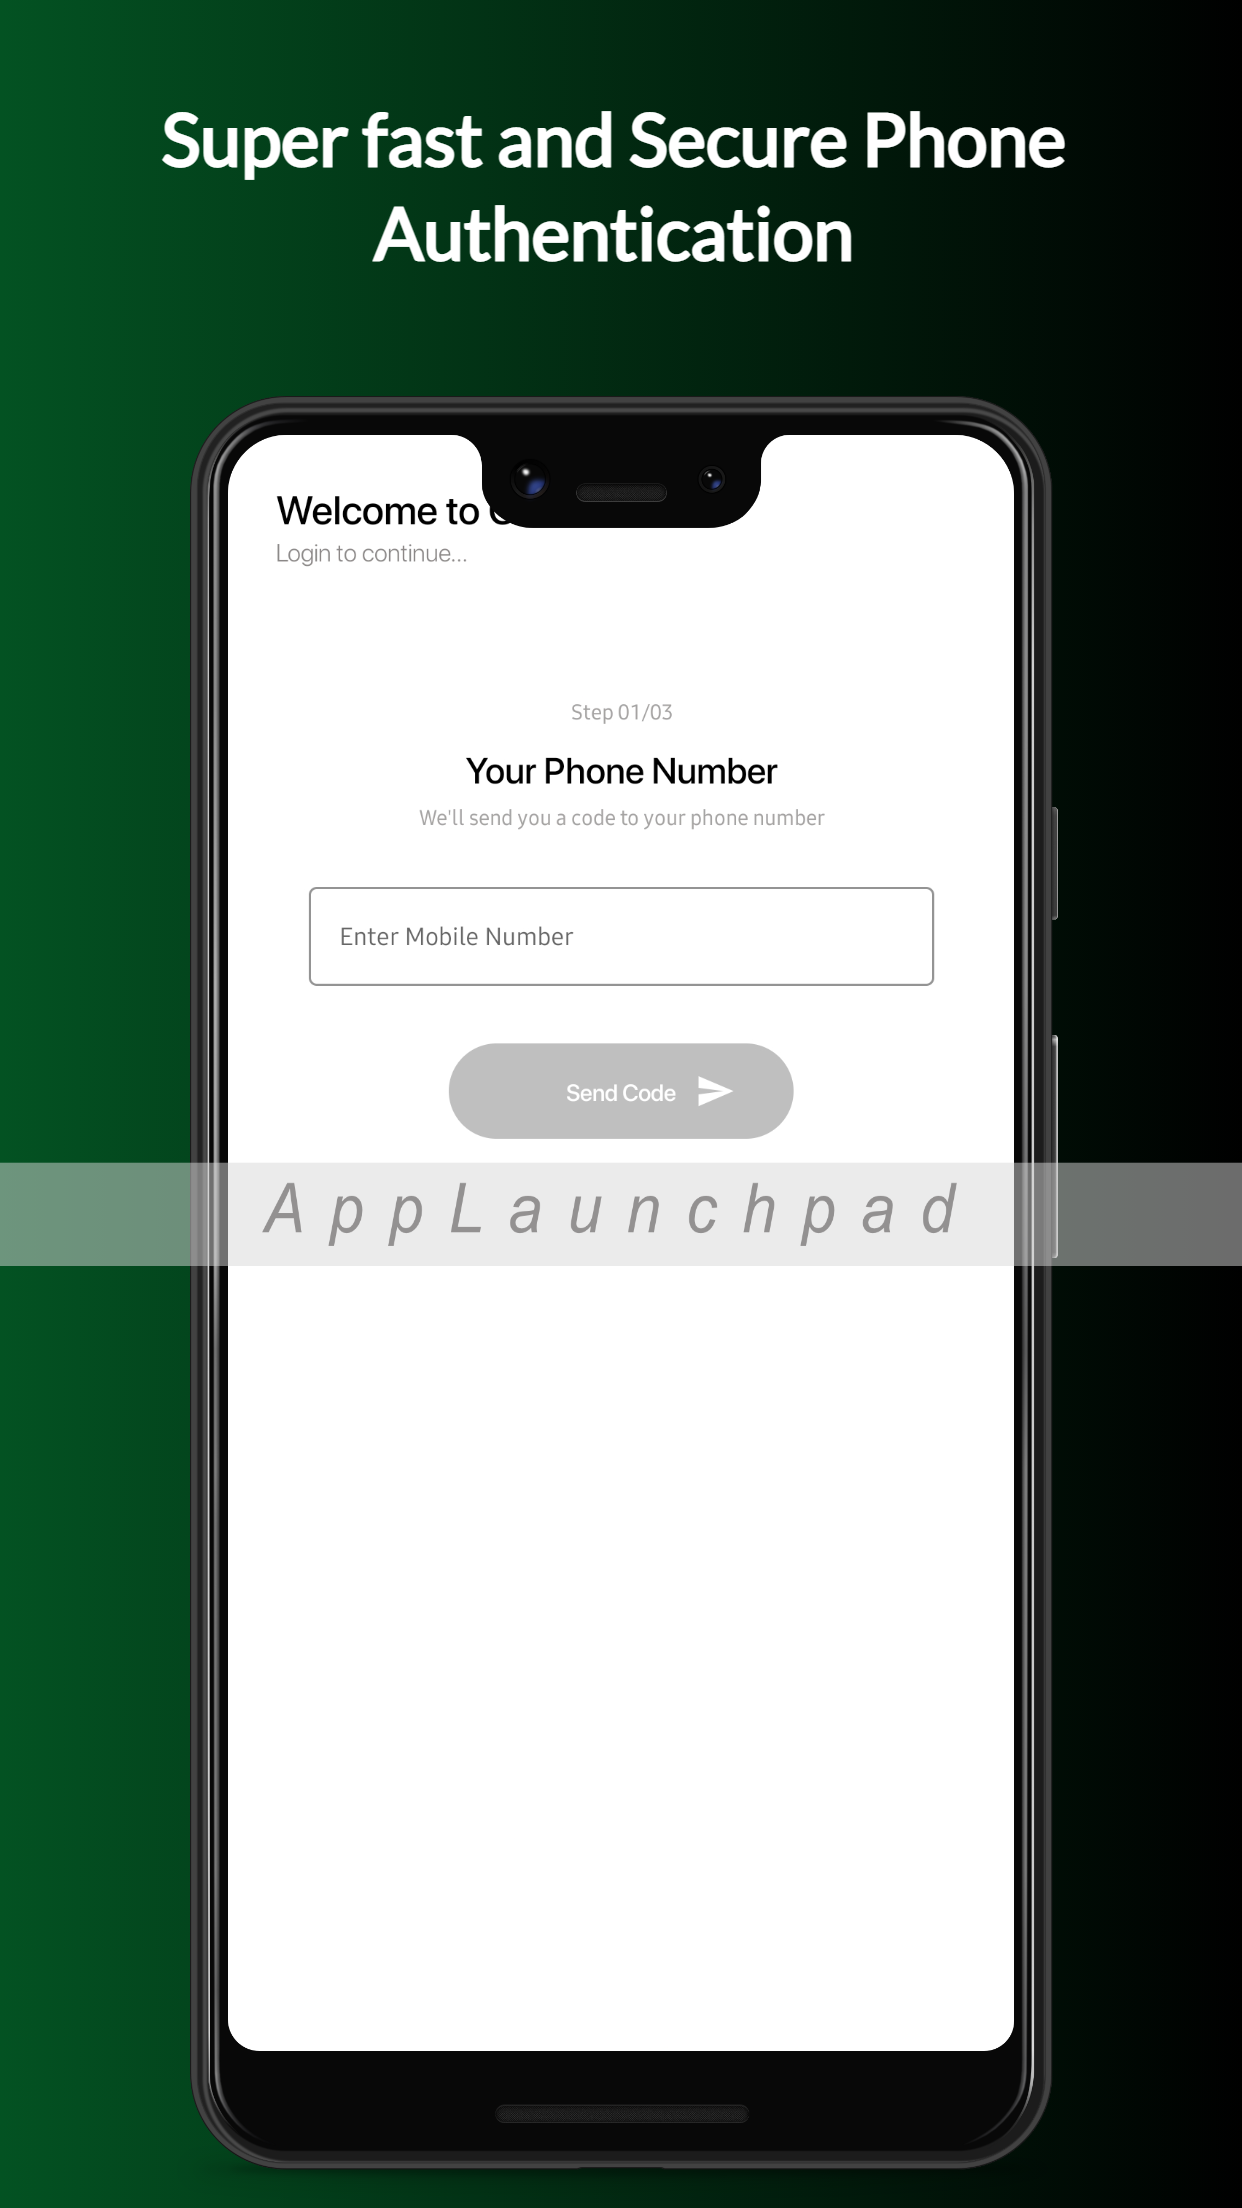 Super fast and Secure Phone
Authentication
Welcome to
Login to continue...
Step 01/03
Your Phone Number
We'll send you a code to your phone number
Enter Mobile Number
Send Code
AppLaunchpad